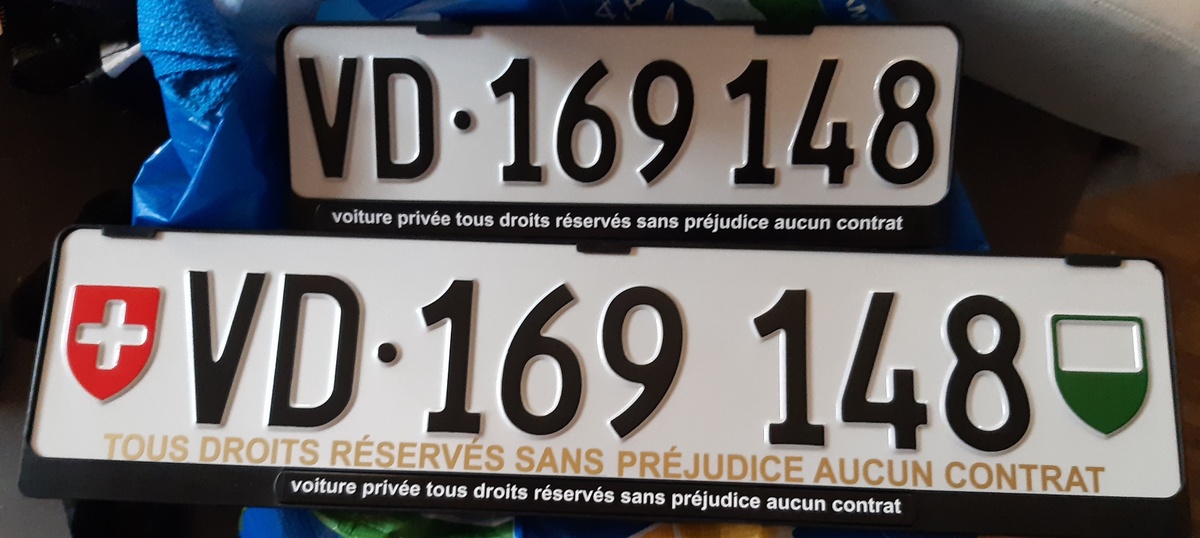 VD·169 148
voiture privée tous droits réservés sans préjudice aucun contrat
VD·169 148
TOUS DROITS RÉSERVÉS SANS PRÉJUDICE AUCUN CONTRAT
voiture privée tous droits réservés sans préjudice aucun contrat